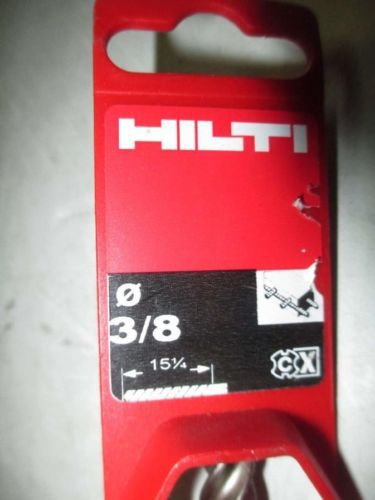 HILTI
Ø
3/8
15¼
CX